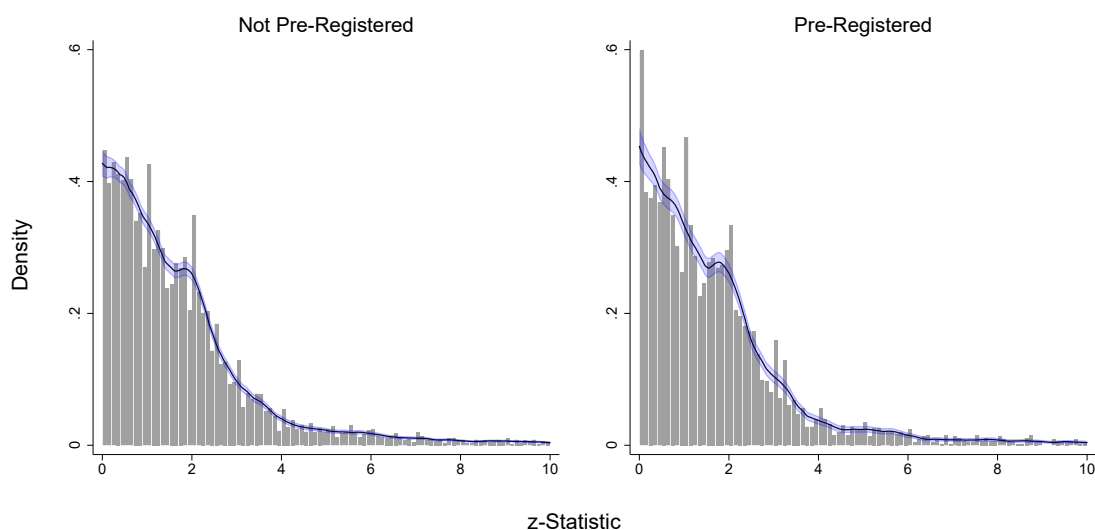 Not Pre-Registered
Pre-Registered
Density
.6
.4
.2
0
0 2 4 6 8 10
.6
.4
.2
0
0 2 4 6 8 10
z-Statistic